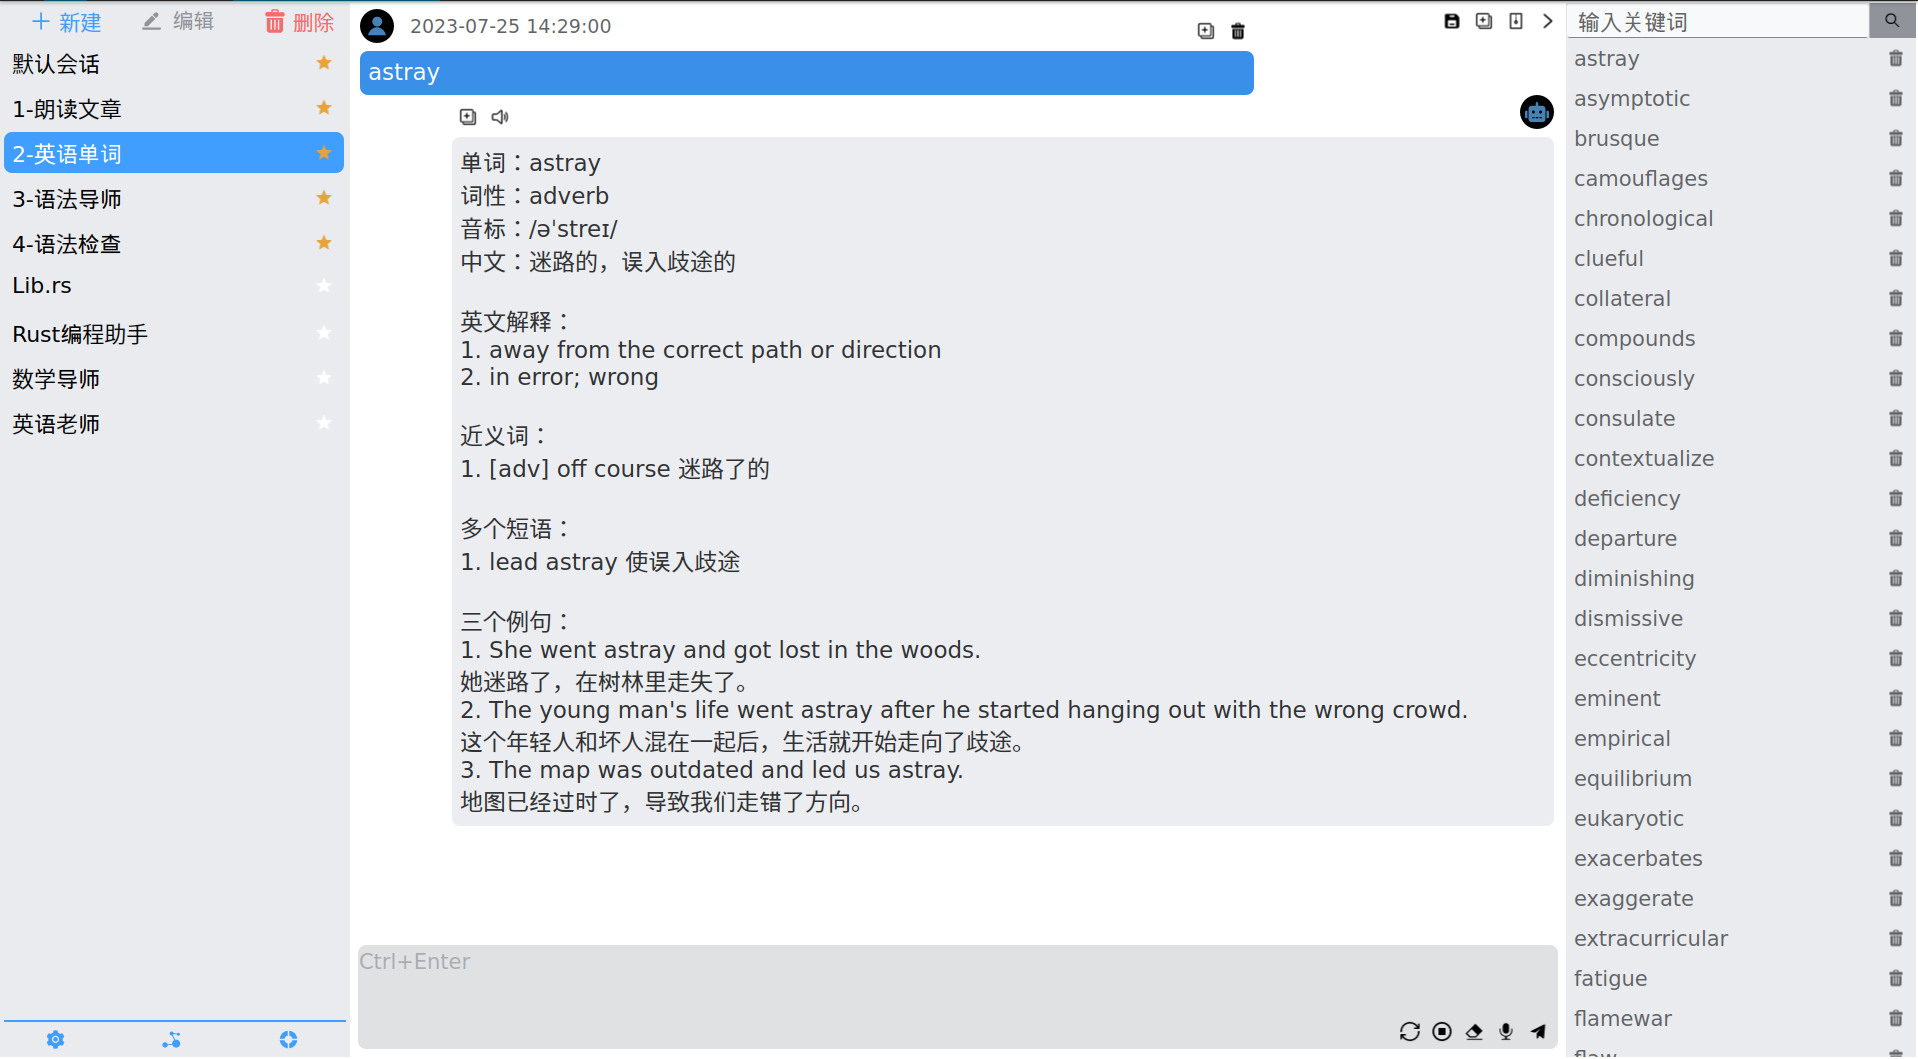 新建
编辑
删除
默认会话
1-朗读文章
2-英语单词
3-语法导师
4-语法检查
Lib.rs
Rust编程助手
数学导师
英语老师
2023-07-25 14:29:00
astray
单词：astray
词性：adverb
音标：/əˈstreɪ/
中文：迷路的，误入歧途的
英文解释：
1. away from the correct path or direction
2. in error; wrong
近义词：
1. [adv] off course 迷路了的
多个短语：
1. lead astray 使误入歧途
三个例句：
1. She went astray and got lost in the woods.
她迷路了，在树林里走失了。
2. The young man's life went astray after he started hanging out with the wrong crowd.
这个年轻人和坏人混在一起后，生活就开始走向了歧途。
3. The map was outdated and led us astray.
地图已经过时了，导致我们走错了方向。
Ctrl+Enter
输入关键词
astray
asymptotic
brusque
camouflages
chronological
clueful
collateral
compounds
consciously
consulate
contextualize
deficiency
departure
diminishing
dismissive
eccentricity
eminent
empirical
equilibrium
eukaryotic
exacerbates
exaggerate
extracurricular
fatigue
flamewar
flaw